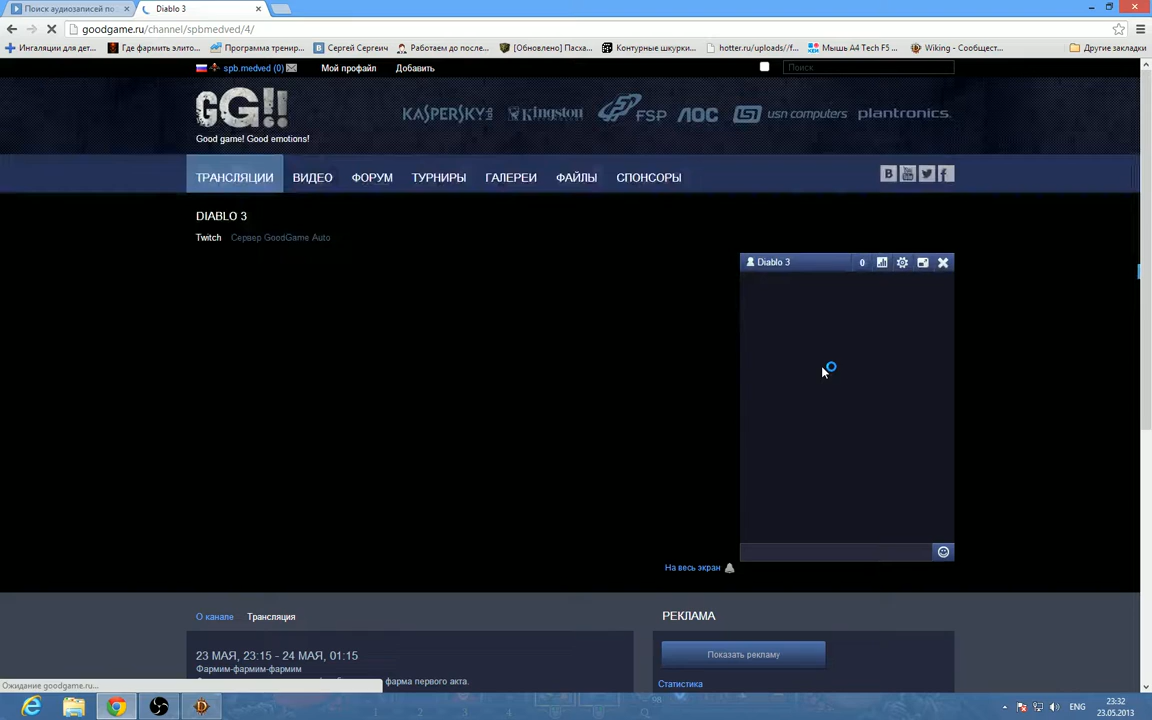 Поиск аудиозаписей по
Diablo 3
goodgame.ru/channel/spbmedved/4/
Ингаляции для дет...
Где фармить элито...
Программа тренир...
Сергей Сергеич
Работаем до после...
[Обновлено] Пасха...
Контурные шкурки...
hotter.ru/uploads//f...
Мышь A4 Tech F5 ...
Wiking - Сообщест...
Другие закладки
spb.medved (0)
Мой профиль
Добавить
Поиск
GG!!
Good game! Good emotions!
KASPERSKY
Kingston
FSP
AOC
usn computers
plantronics
ТРАНСЛЯЦИИ
ВИДЕО
ФОРУМ
ТУРНИРЫ
ГАЛЕРЕИ
ФАЙЛЫ
СПОНСОРЫ
B
You Tube
f
DIABLO 3
Twitch
Сервер GoodGame Auto
Diablo 3
0
На весь экран
О канале
Трансляция
РЕКЛАМА
23 МАЯ, 23:15 - 24 МАЯ, 01:15
Фармим-фармим-фармим
фарма первого акта.
Показать рекламу
Статистика
Ожидание goodgame.ru...
ENG
23:32
23.05.2013